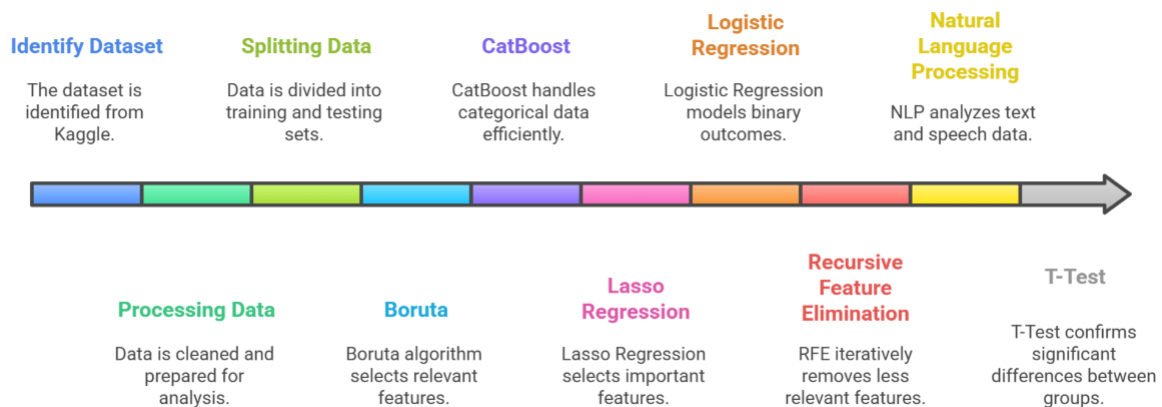 Identify Dataset
The dataset is
identified from
Kaggle.
Splitting Data
Data is divided into
training and testing
sets.
CatBoost
CatBoost handles
categorical data
efficiently.
Logistic
Regression
Logistic Regression
models binary
outcomes.
Natural
Language
Processing
NLP analyzes text
and speech data.
Processing Data
Data is cleaned and
prepared for
analysis.
Boruta
Boruta algorithm
selects relevant
features.
Lasso
Regression
Lasso Regression
selects important
features.
Recursive
Feature
Elimination
RFE iteratively
removes less
relevant features.
T-Test
T-Test confirms
significant
differences between
groups.